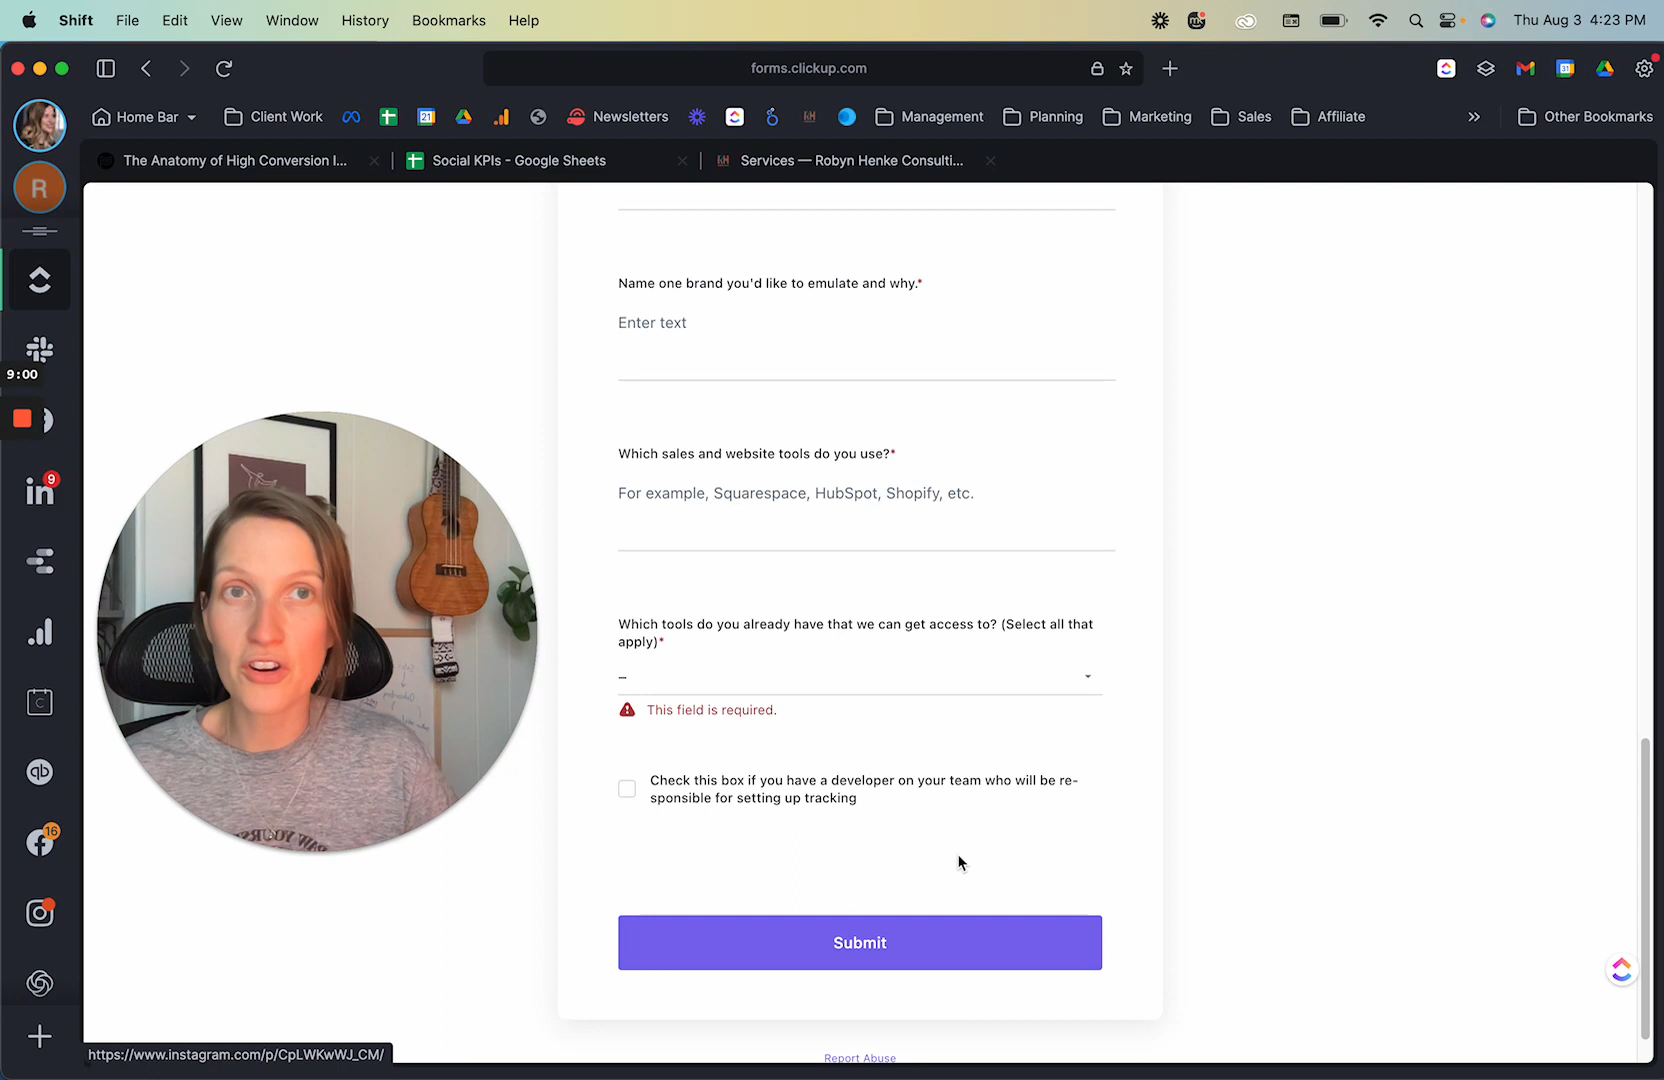 Shift File Edit View Window History Bookmarks Help Thu Aug 3 4:23 PM
forms.clickup.com
Home Bar Client Work 21 Newsletters Management Planning Marketing Sales Affiliate Other Bookmarks
The Anatomy of High Conversion I... Social KPIs - Google Sheets Services — Robyn Henke Consulti...
R
Name one brand you'd like to emulate and why.*
Enter text
9:00
Which sales and website tools do you use?*
For example, Squarespace, HubSpot, Shopify, etc.
9
Which tools do you already have that we can get access to? (Select all that
apply)*
–
This field is required.
Check this box if you have a developer on your team who will be re-
sponsible for setting up tracking
16
Submit
https://www.instagram.com/p/CpLWKwWJ_CM/
Report Abuse